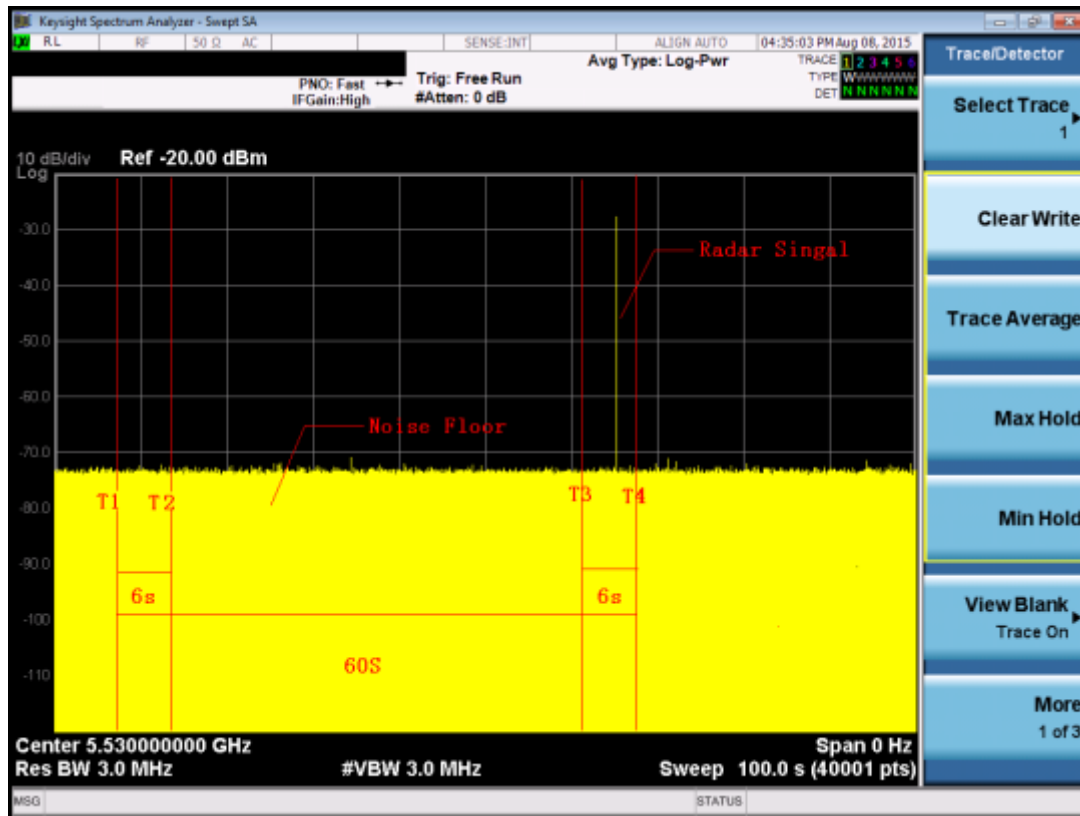 Keysight Spectrum Analyzer - Swept SA
RL RF 50 Ω AC SENSE:INT ALIGN AUTO 04:35:03 PM Aug 08, 2015
Avg Type: Log-Pwr TRACE 1 2 3 4 5 6
PNO: Fast Trig: Free Run TYPE WWWWWW
IFGain:High #Atten: 0 dB DET N N N N N N
Trace/Detector
Select Trace
1
Clear Write
Trace Average
Max Hold
Min Hold
View Blank
Trace On
More
1 of 3
10 dB/div Ref -20.00 dBm
Log
-30.0
-40.0
-50.0
-60.0
-70.0
-80.0
-90.0
-100
-110
Radar Singal
Noise Floor
T1 T2 T3 T4
6s 6s
60S
Center 5.530000000 GHz Span 0 Hz
Res BW 3.0 MHz #VBW 3.0 MHz Sweep 100.0 s (40001 pts)
MSG STATUS